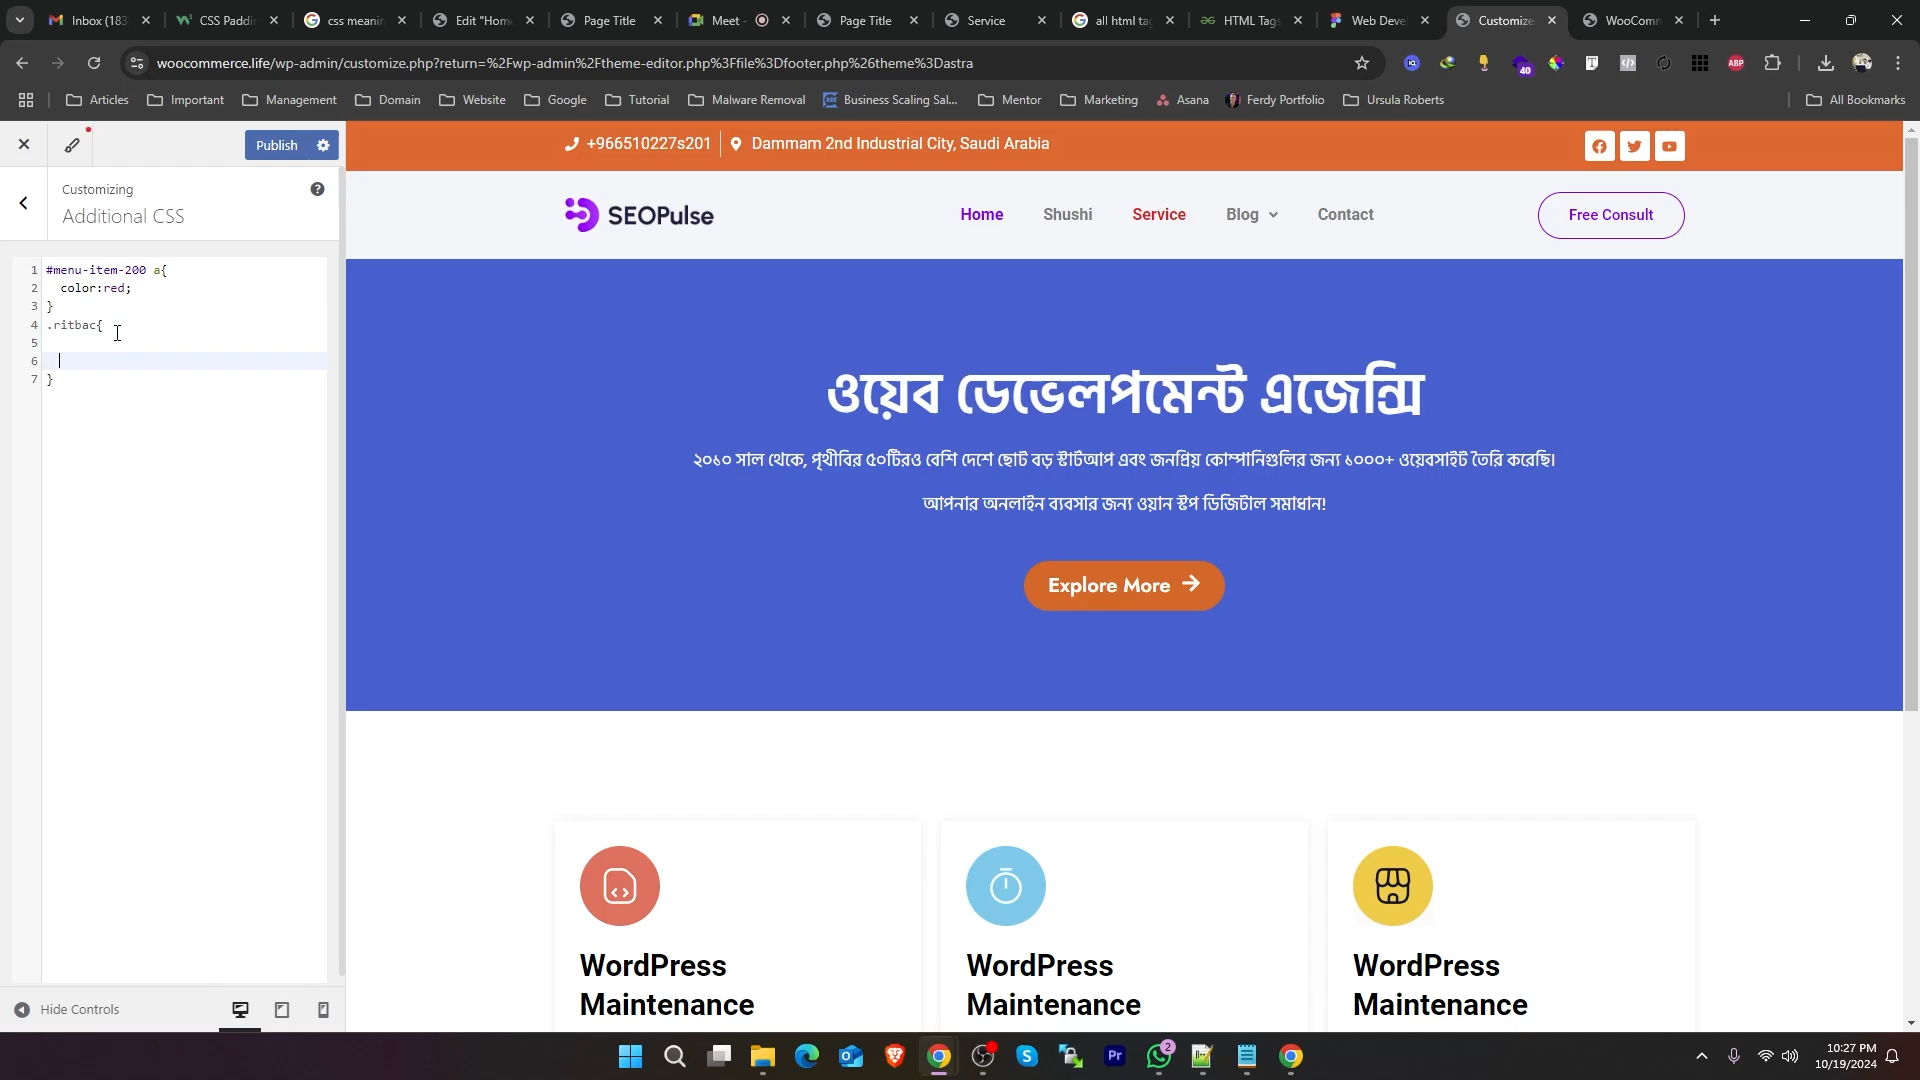 Inbox (183
CSS Paddi
css meani
Edit "Hom
Page Title
Meet -
Page Title
Service
all html ta
HTML Tag
Web Deve
Customize
WooComm
woocommerce.life/wp-admin/customize.php?return=%2Fwp-admin%2Ftheme-editor.php%3Ffile%3Dfooter.php%26theme%3Dastra
40
ABP
Articles
Important
Management
Domain
Website
Google
Tutorial
Malware Removal
Business Scaling Sal...
Mentor
Marketing
Asana
Ferdy Portfolio
Ursula Roberts
All Bookmarks
Publish
Customizing
Additional CSS
1 #menu-item-200 a{
2 color:red;
3 }
4 .ritbac{
5
6
7 }
Hide Controls
+966510227s201
Dammam 2nd Industrial City, Saudi Arabia
SEOPulse
Home
Shushi
Service
Blog
Contact
Free Consult
ওয়েব ডেভেলপমেন্ট এজেন্সি
২০১০ সাল থেকে, পৃথীবির ৫০টিরও বেশি দেশে ছোট বড় স্টার্টআপ এবং জনপ্রিয় কোম্পানিগুলির জন্য ১০০০+ ওয়েবসাইট তৈরি করেছি।
আপনার অনলাইন ব্যবসার জন্য ওয়ান স্টপ ডিজিটাল সমাধান!
Explore More
WordPress
Maintenance
WordPress
Maintenance
WordPress
Maintenance
Pr
2
10:27 PM
10/19/2024